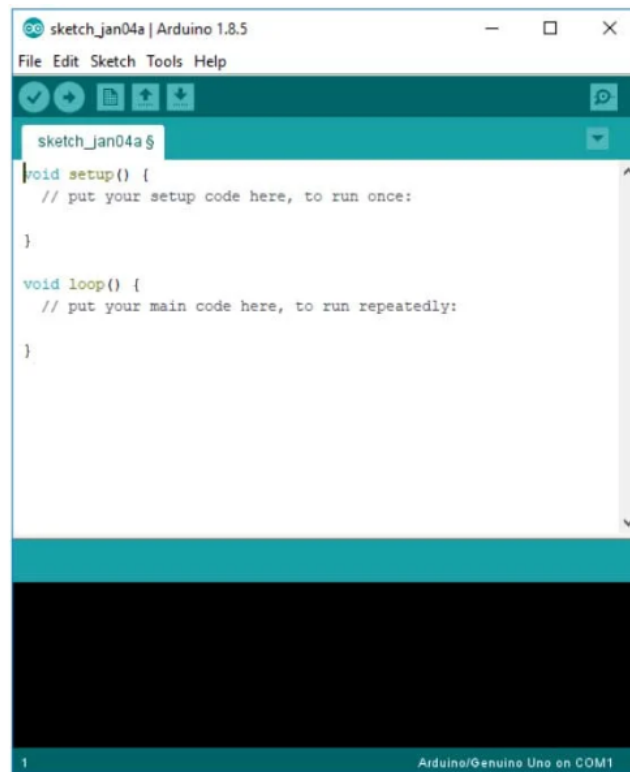 sketch_jan04a | Arduino 1.8.5
File Edit Sketch Tools Help
sketch_jan04a §
void setup() {
  // put your setup code here, to run once:
}
void loop() {
  // put your main code here, to run repeatedly:
}
1 Arduino/Genuino Uno on COM1